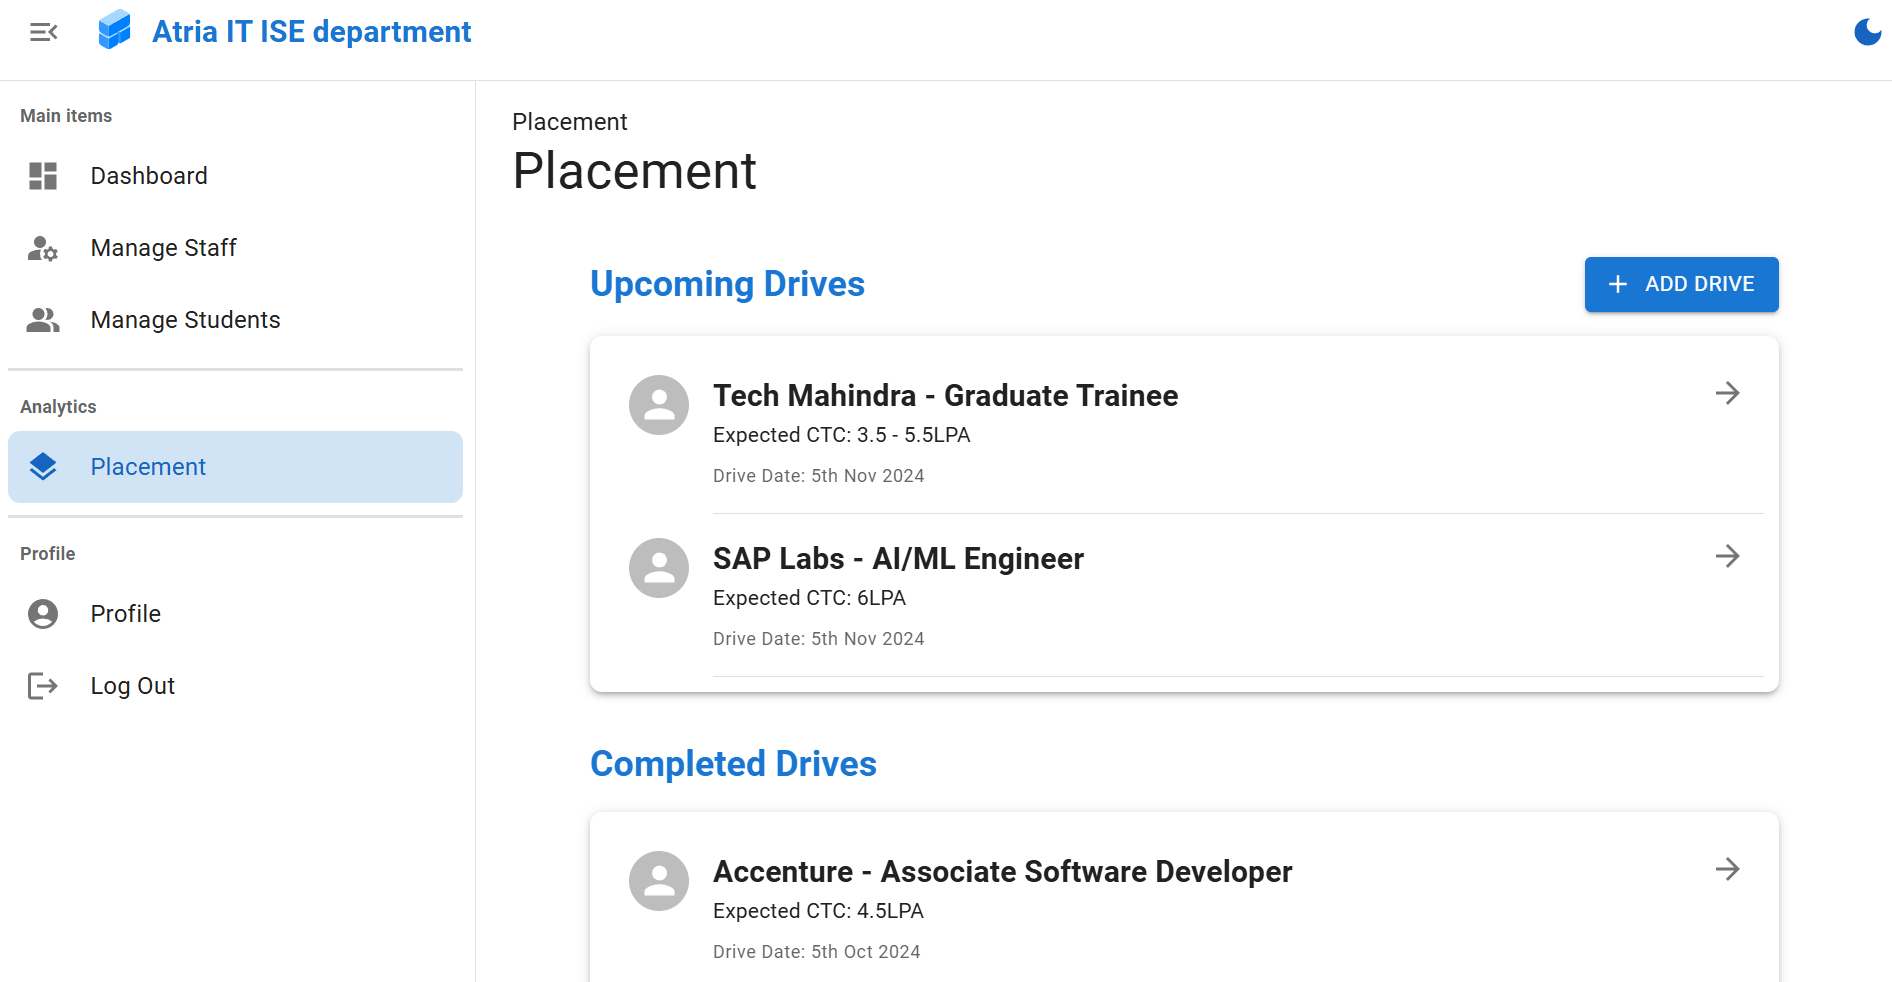 Atria IT ISE department
Main items
Dashboard
Manage Staff
Manage Students
Analytics
Placement
Profile
Profile
Log Out
Placement
Placement
Upcoming Drives
ADD DRIVE
Tech Mahindra - Graduate Trainee
Expected CTC: 3.5 - 5.5LPA
Drive Date: 5th Nov 2024
SAP Labs - AI/ML Engineer
Expected CTC: 6LPA
Drive Date: 5th Nov 2024
Completed Drives
Accenture - Associate Software Developer
Expected CTC: 4.5LPA
Drive Date: 5th Oct 2024